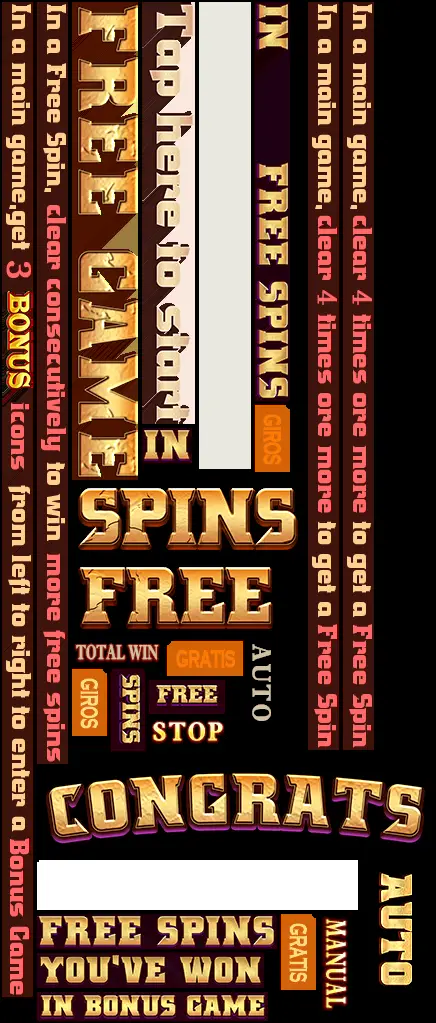 In a main game,get 3 BONUS icons from left to right to enter a Bonus Game
In a Free Spin, clear consecutively to win more free spins
FREE GAME
Tap here to start
IN
IN FREE SPINS
GIROS
In a main game, clear 4 times ore more to get a Free Spin
In a main game, clear 4 times ore more to get a Free Spin
SPINS
FREE
TOTAL WIN
GRATIS
AUTO
GIROS
SPINS
FREE
STOP
CONGRATS
AUTO
FREE SPINS
YOU'VE WON
IN BONUS GAME
GRATIS
MANUAL